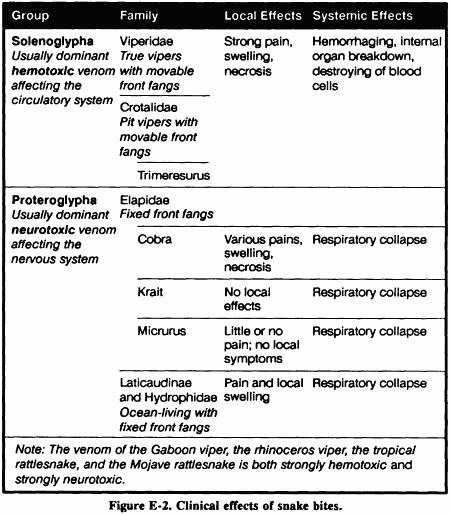 Group Family Local Effects Systemic Effects
Solenoglypha
Usually dominant
hemotoxic venom
affecting the
circulatory system
Viperidae
True vipers
with movable
front fangs
Strong pain,
swelling,
necrosis
Hemorrhaging, internal
organ breakdown,
destroying of blood
cells
Crotalidae
Pit vipers with
movable front
fangs
Trimeresurus
Proteroglypha
Usually dominant
neurotoxic venom
affecting the
nervous system
Elapidae
Fixed front fangs
Cobra
Various pains,
swelling,
necrosis
Respiratory collapse
Krait
No local
effects
Respiratory collapse
Micrurus
Little or no
pain; no local
symptoms
Respiratory collapse
Laticaudinae
and Hydrophidae
Ocean-living with
fixed front fangs
Pain and local
swelling
Respiratory collapse
Note: The venom of the Gaboon viper, the rhinoceros viper, the tropical
rattlesnake, and the Mojave rattlesnake is both strongly hemotoxic and
strongly neurotoxic.
Figure E-2. Clinical effects of snake bites.